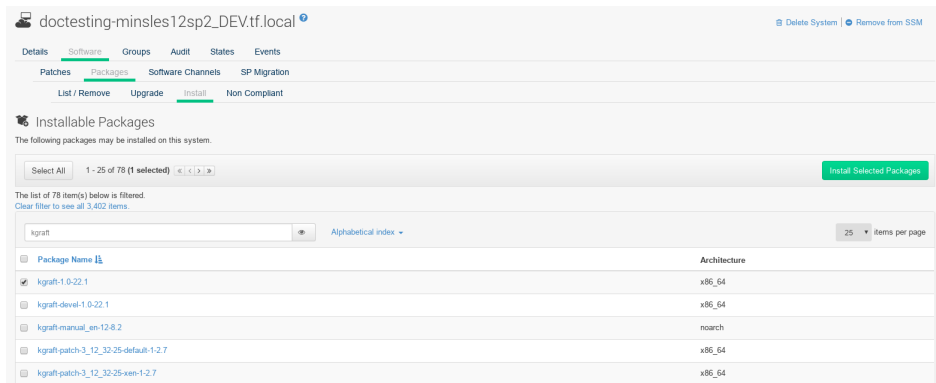 doctesting-minsles12sp2_DEV.tf.local ?
Delete System | Remove from SSM
Details Software Groups Audit States Events
Patches Packages Software Channels SP Migration
List / Remove Upgrade Install Non Compliant
Installable Packages
The following packages may be installed on this system.
Select All 1 - 25 of 78 (1 selected) « < > » Install Selected Packages
The list of 78 item(s) below is filtered.
Clear filter to see all 3,402 items.
kgraft Alphabetical index 25 items per page
Package Name Architecture
kgraft-1.0-22.1 x86_64
kgraft-devel-1.0-22.1 x86_64
kgraft-manual_en-12-8.2 noarch
kgraft-patch-3_12_32-25-default-1-2.7 x86_64
kgraft-patch-3_12_32-25-xen-1-2.7 x86_64